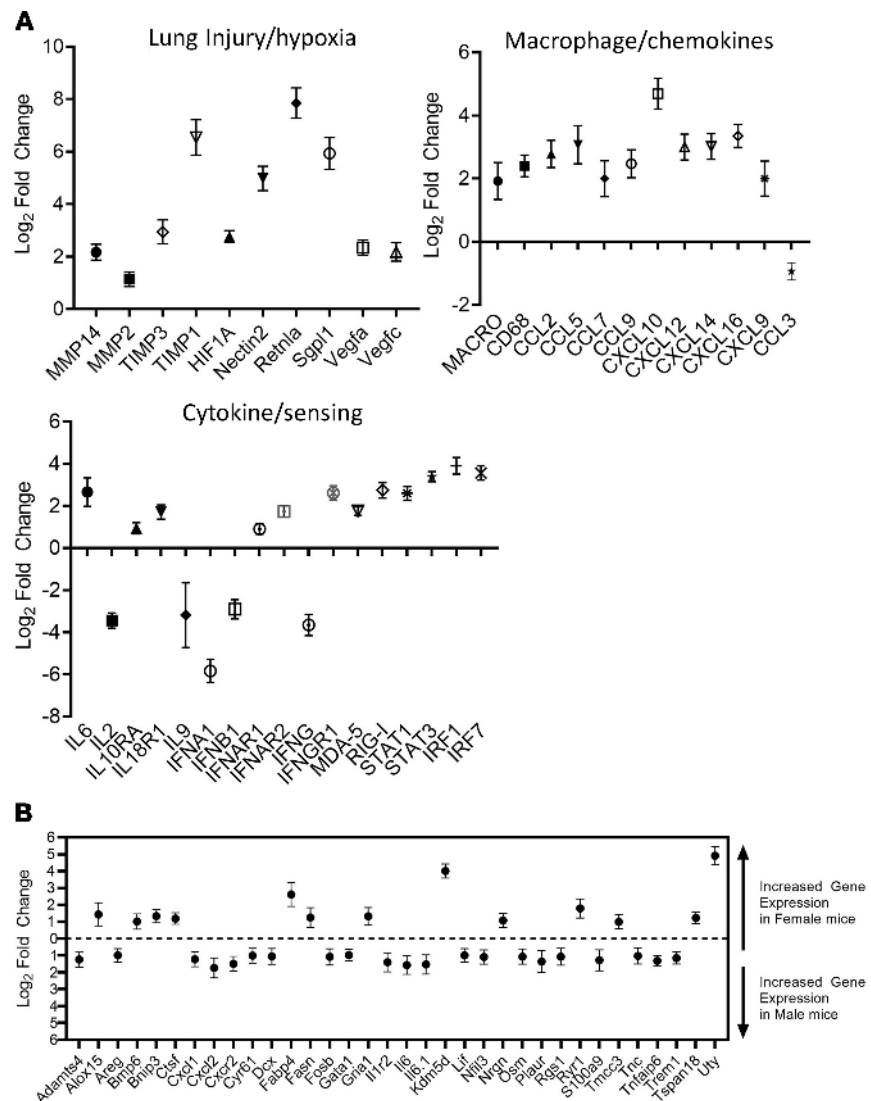 A
Lung Injury/hypoxia
Log2 Fold Change
10
8
6
4
2
0
MMP14
MMP2
TIMP3
TIMP1
HIF1A
Nectin2
Retnla
Sgpl1
Vegfa
Vegfc
Macrophage/chemokines
Log2 Fold Change
6
4
2
0
-2
MACRO
CD68
CCL2
CCL5
CCL7
CCL9
CXCL10
CXCL12
CXCL14
CXCL16
CXCL9
CCL3
Cytokine/sensing
Log2 Fold Change
6
4
2
0
Log2 Fold Change
-2
-4
-6
-8
IL6
IL2
IL10RA
IL18R1
IL9
IFNA1
IFNB1
IFNAR1
IFNAR2
IFNG
IFNGR1
MDA-5
RIG-I
STAT1
STAT3
IRF1
IRF7
B
Log2 Fold Change
6
5
4
3
2
1
0
1
2
3
4
5
6
Adamts4
Alox15
Areg
Bmp6
Bnip3
Ctsf
Cxcl1
Cxcl2
Cxcr2
Cyr61
Dcx
Fabp4
Fasn
Fosb
Gata1
Gria1
Il1r2
Il6
Il6.1
Kdm5d
Lif
Nfil3
Nrgn
Osm
Plaur
Rgs1
Ryr1
S100a9
Tmcc3
Tnc
Tnfaip6
Trem1
Tspan18
Uty
Increased Gene
Expression
in Female mice
Increased Gene
Expression
in Male mice